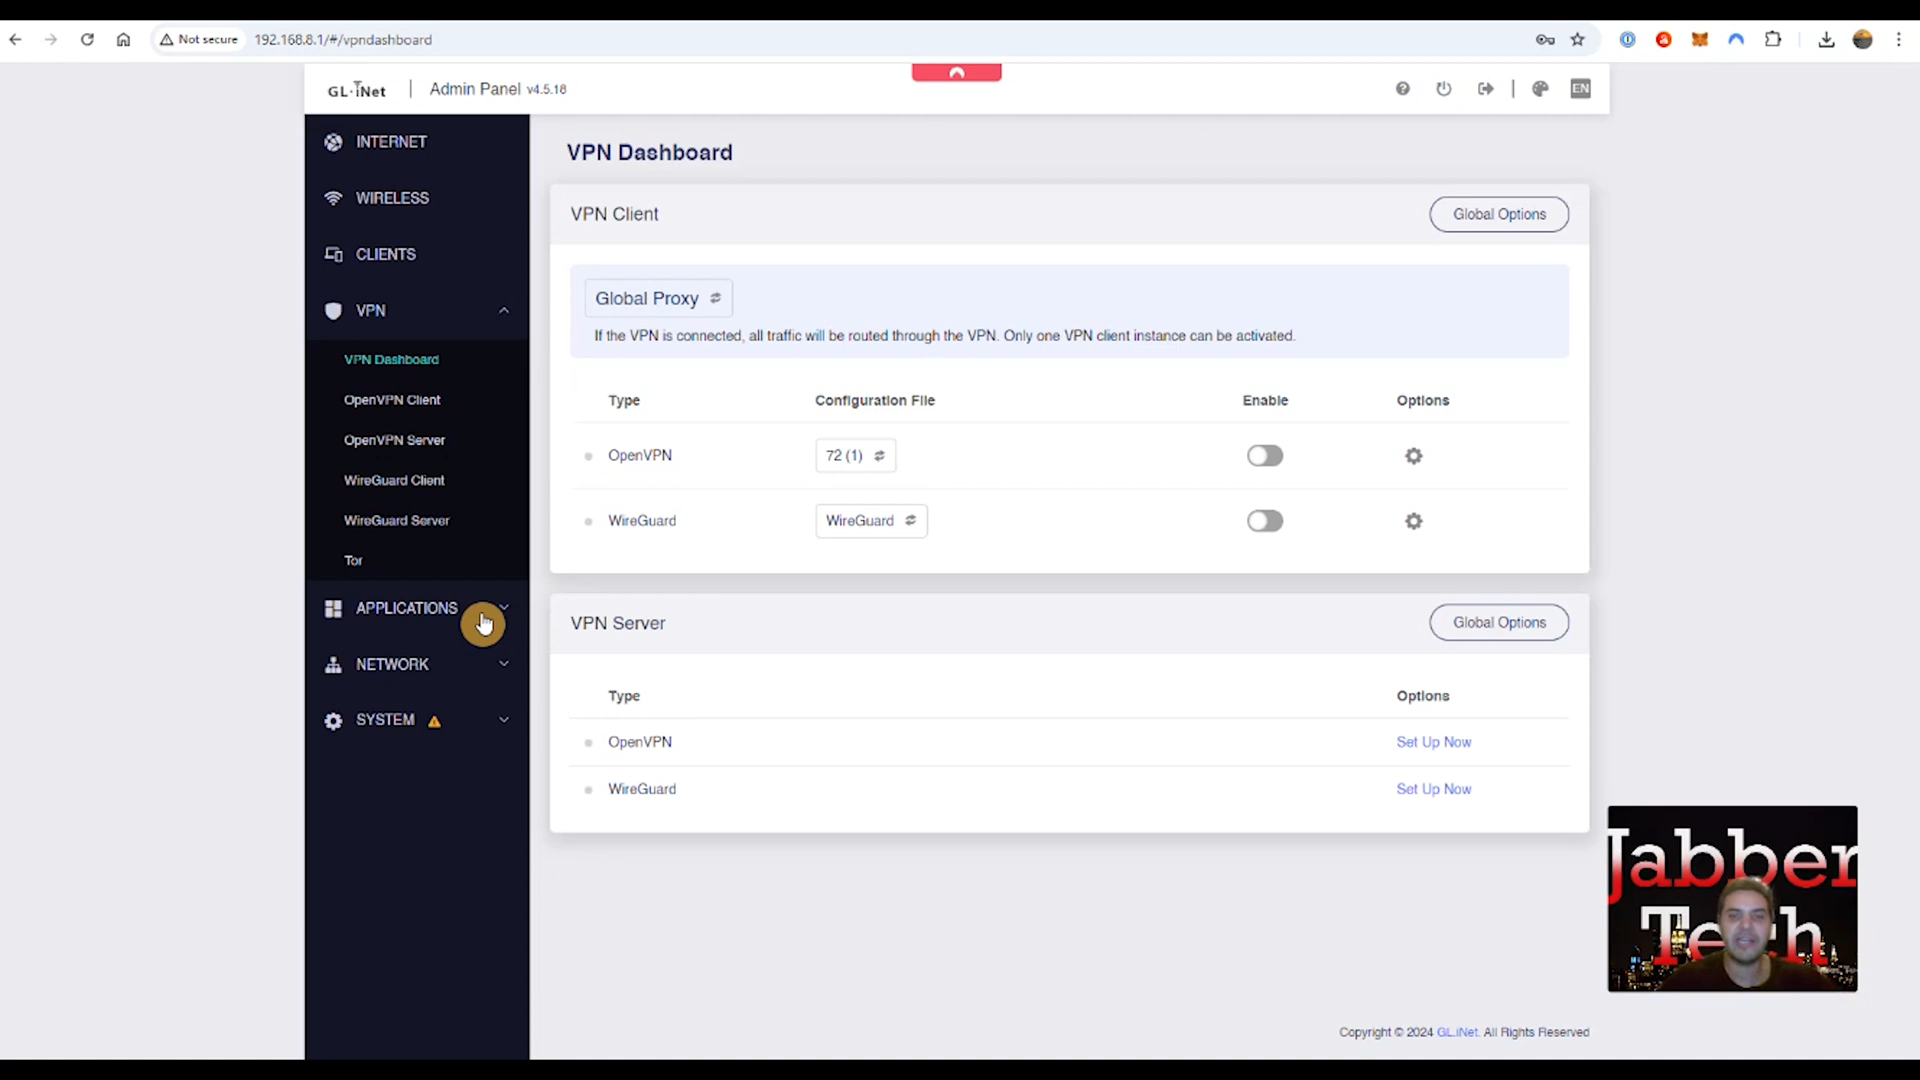 Not secure
192.168.8.1/#/vpndashboard
GL·iNet
Admin Panel v4.5.18
EN
INTERNET
WIRELESS
CLIENTS
VPN
VPN Dashboard
OpenVPN Client
OpenVPN Server
WireGuard Client
WireGuard Server
Tor
APPLICATIONS
NETWORK
SYSTEM
VPN Dashboard
VPN Client
Global Options
Global Proxy
If the VPN is connected, all traffic will be routed through the VPN. Only one VPN client instance can be activated.
Type Configuration File Enable Options
OpenVPN 72 (1)
WireGuard WireGuard
VPN Server
Global Options
Type Options
OpenVPN Set Up Now
WireGuard Set Up Now
Jabber
Tech
Copyright © 2024 GL.iNet. All Rights Reserved